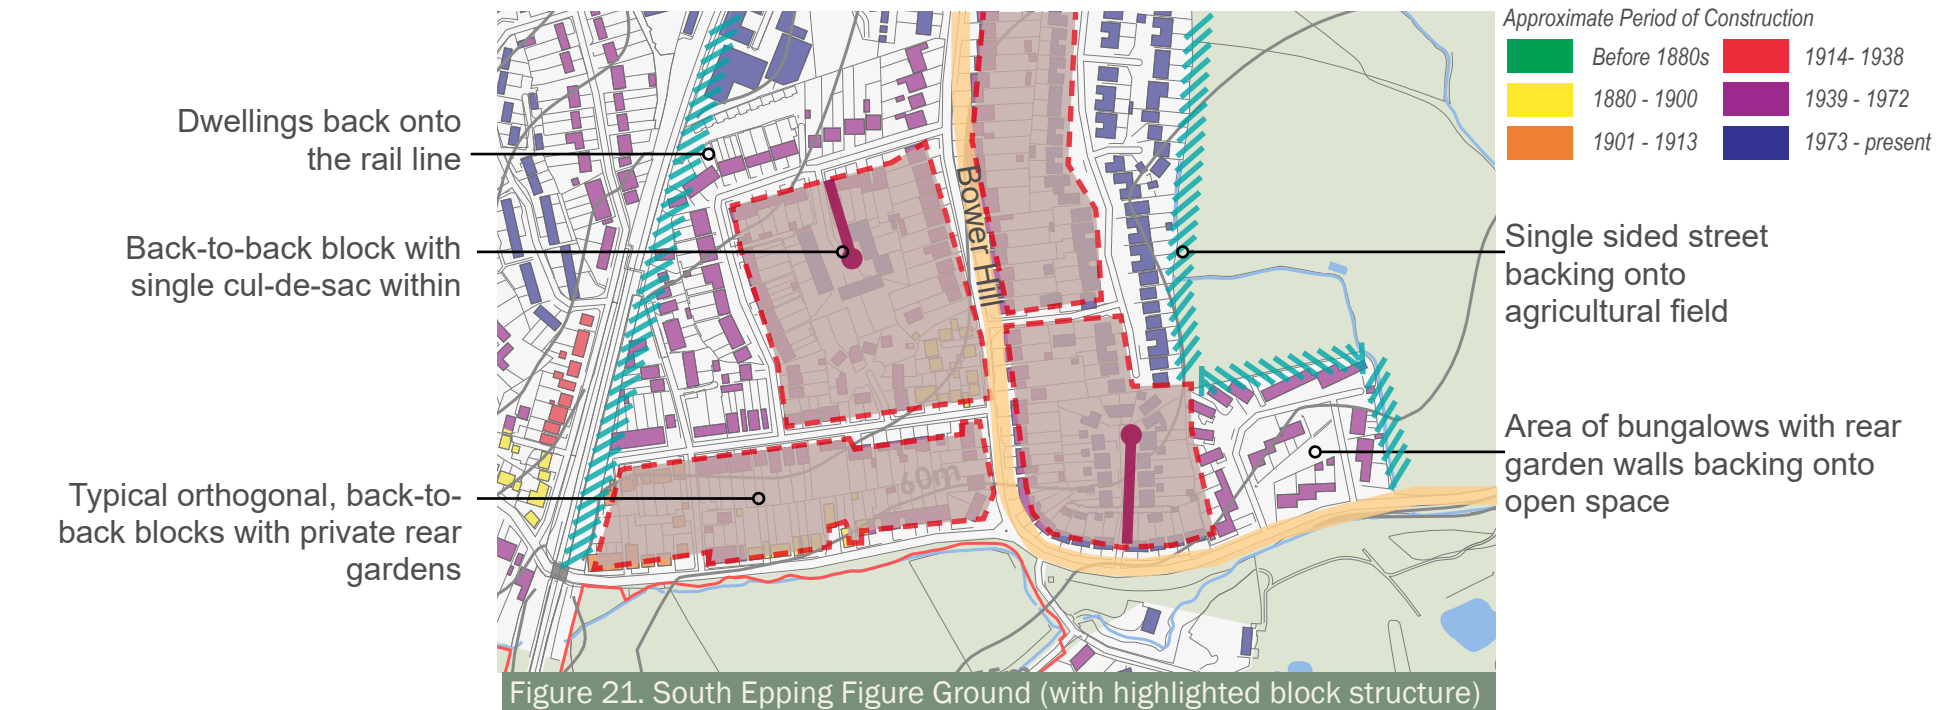 Approximate Period of Construction
Before 1880s
1914- 1938
1880 - 1900
1939 - 1972
1901 - 1913
1973 - present
Dwellings back onto
the rail line
Back-to-back block with
single cul-de-sac within
Typical orthogonal, back-to-
back blocks with private rear
gardens
Bower Hill
60m
Single sided street
backing onto
agricultural field
Area of bungalows with rear
garden walls backing onto
open space
Figure 21. South Epping Figure Ground (with highlighted block structure)